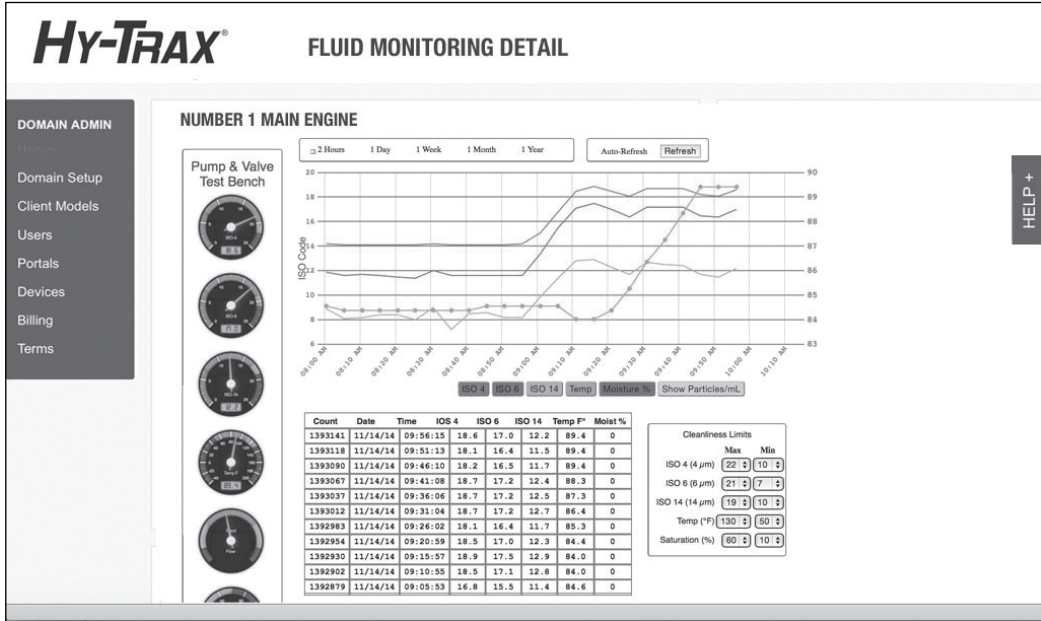 HY-TRAX®
FLUID MONITORING DETAIL
DOMAIN ADMIN
Home
Domain Setup
Client Models
Users
Portals
Devices
Billing
Terms
NUMBER 1 MAIN ENGINE
Pump & Valve
Test Bench
2 Hours 1 Day 1 Week 1 Month 1 Year
Auto-Refresh Refresh
HELP +
ISO Code
20
18
16
14
12
10
8
6
90
89
88
87
86
85
84
83
08:00 AM 08:10 AM 08:20 AM 08:30 AM 08:40 AM 08:50 AM 09:00 AM 09:10 AM 09:20 AM 09:30 AM 09:40 AM 09:50 AM 10:00 AM 10:10 AM
ISO 4 ISO 6 ISO 14 Temp Moisture % Show Particles/mL
Count Date Time IOS 4 ISO 6 ISO 14 Temp F° Moist %
1393141 11/14/14 09:56:15 18.6 17.0 12.2 89.4 0
1393118 11/14/14 09:51:13 18.1 16.4 11.5 89.4 0
1393090 11/14/14 09:46:10 18.2 16.5 11.7 89.4 0
1393067 11/14/14 09:41:08 18.7 17.2 12.4 88.3 0
1393037 11/14/14 09:36:06 18.7 17.2 12.5 87.3 0
1393012 11/14/14 09:31:04 18.7 17.2 12.7 86.4 0
1392983 11/14/14 09:26:02 18.1 16.4 11.7 85.3 0
1392954 11/14/14 09:20:59 18.5 17.0 12.3 84.4 0
1392930 11/14/14 09:15:57 18.9 17.5 12.9 84.0 0
1392902 11/14/14 09:10:55 18.5 17.1 12.8 84.0 0
1392879 11/14/14 09:05:53 16.8 15.5 11.4 84.6 0
Cleanliness Limits
Max Min
ISO 4 (4 μm) 22 10
ISO 6 (6 μm) 21 7
ISO 14 (14 μm) 19 10
Temp (°F) 130 50
Saturation (%) 60 10
ISO-4
ISO-6
17.0
ISO-14
12.2
Temp F
Flow